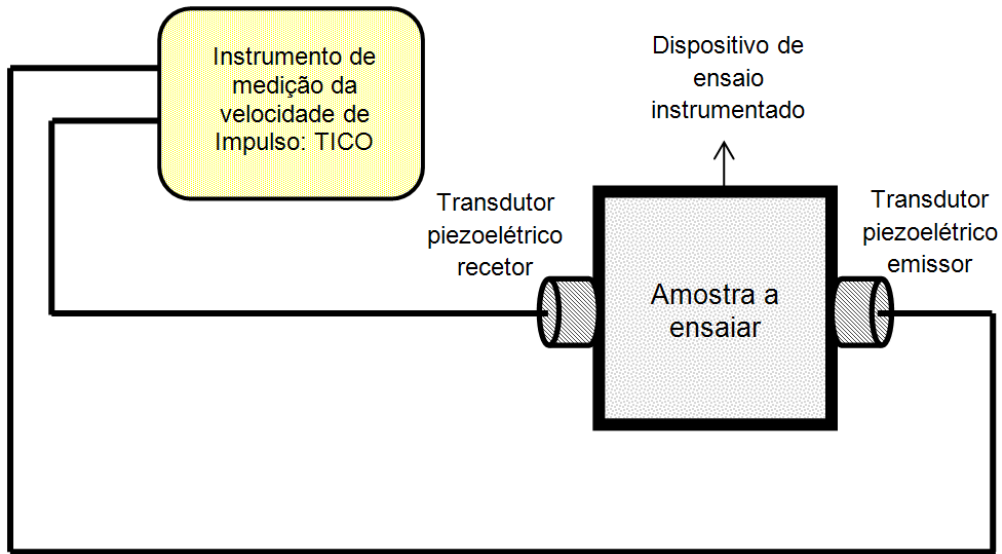 Instrumento de
medição da
velocidade de
Impulso: TICO
Dispositivo de
ensaio
instrumentado
Transdutor
piezoelétrico
recetor
Transdutor
piezoelétrico
emissor
Amostra a
ensaiar